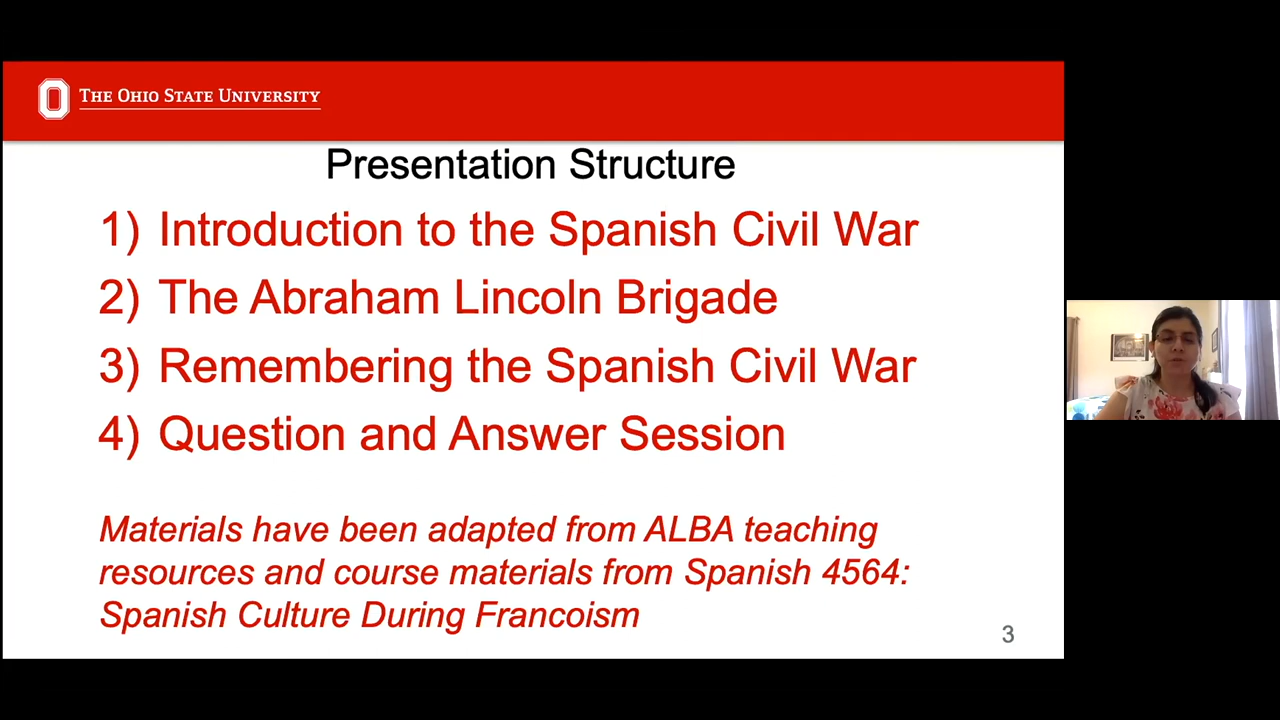 THE OHIO STATE UNIVERSITY
Presentation Structure
1) Introduction to the Spanish Civil War
2) The Abraham Lincoln Brigade
3) Remembering the Spanish Civil War
4) Question and Answer Session
Materials have been adapted from ALBA teaching
resources and course materials from Spanish 4564:
Spanish Culture During Francoism
3